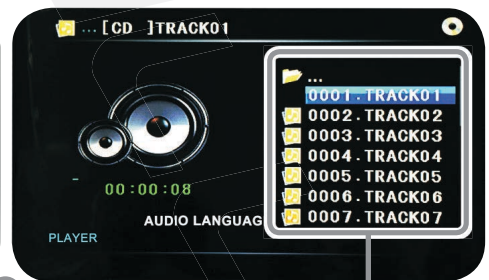 ... [CD ]TRACK01
...
0001.TRACK01
0002.TRACK02
0003.TRACK03
0004.TRACK04
0005.TRACK05
0006.TRACK06
0007.TRACK07
00:00:08
AUDIO LANGUAG
PLAYER